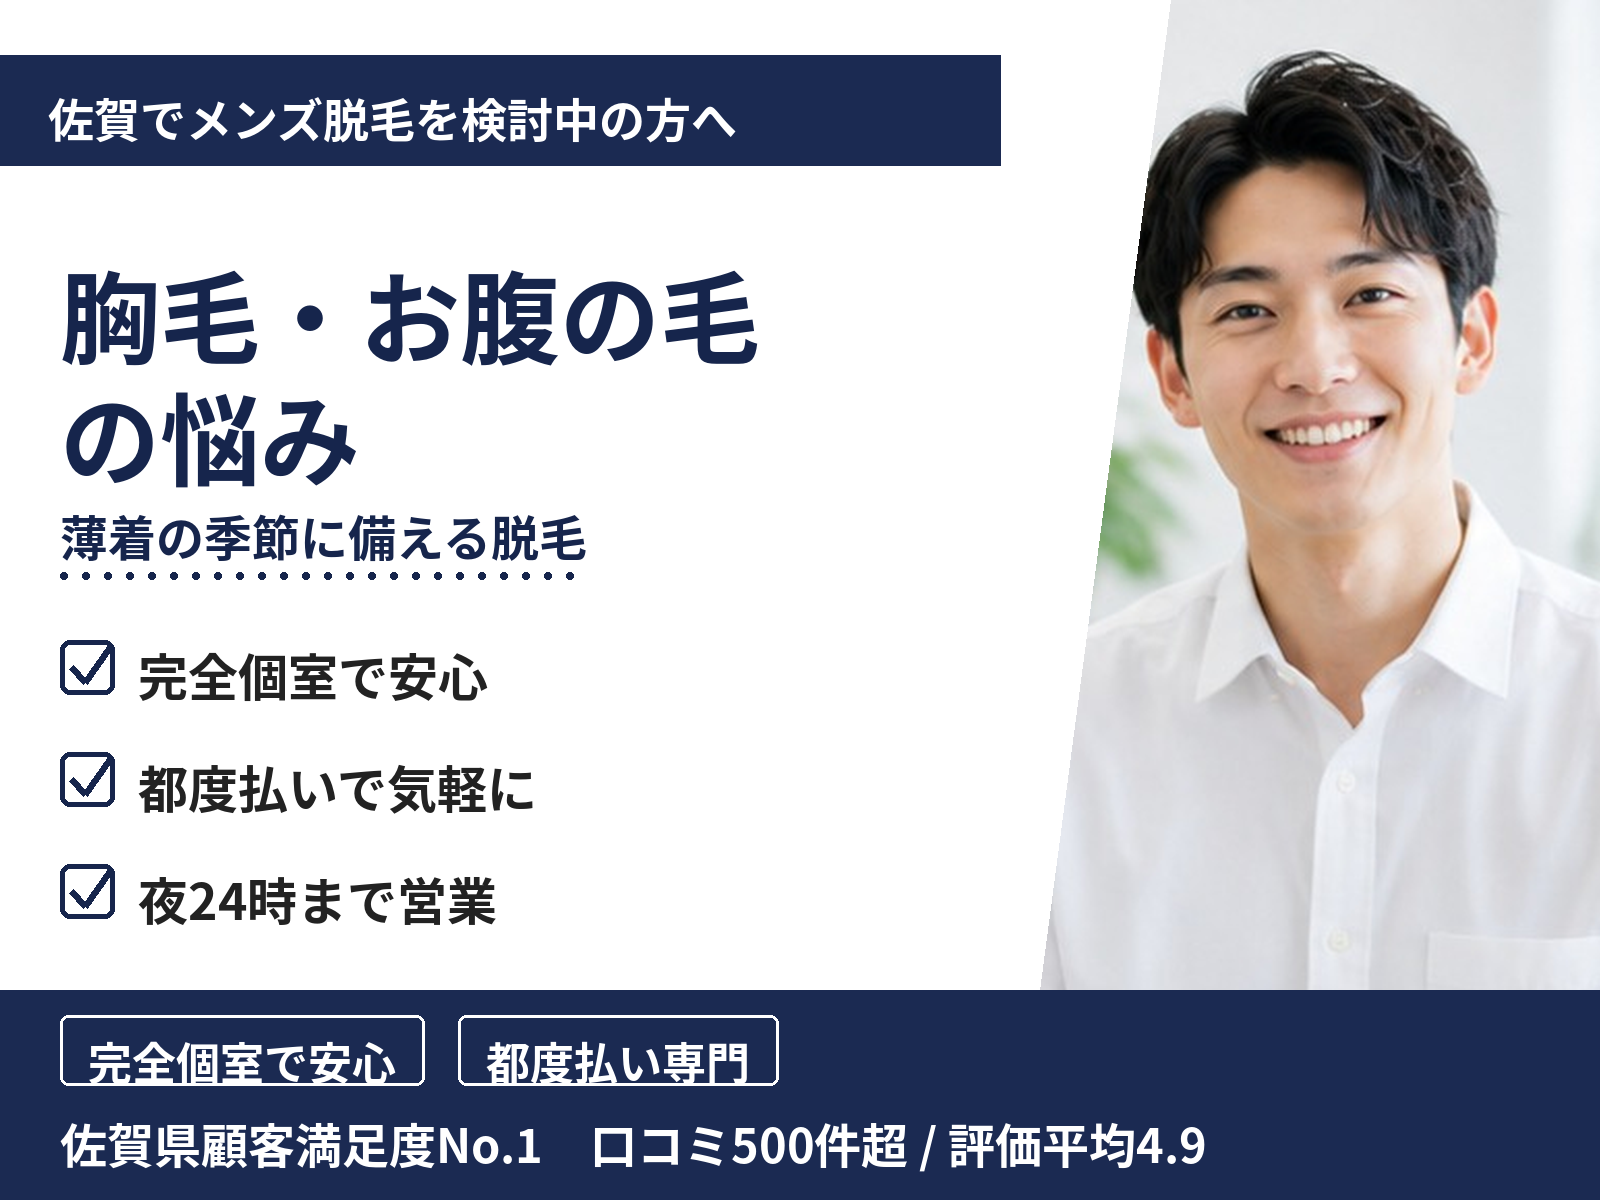 佐賀でメンズ脱毛を検討中の方へ
胸毛・お腹の毛
の悩み
薄着の季節に備える脱毛
完全個室で安心
都度払いで気軽に
夜24時まで営業
完全個室で安心
都度払い専門
佐賀県顧客満足度No.1　口コミ500件超 / 評価平均4.9